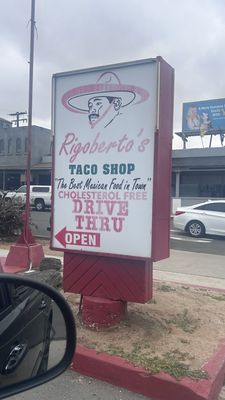 Rigoberto's
TACO SHOP
"The Best Mexican Food in Town"
CHOLESTEROL FREE
DRIVE
THRU
OPEN